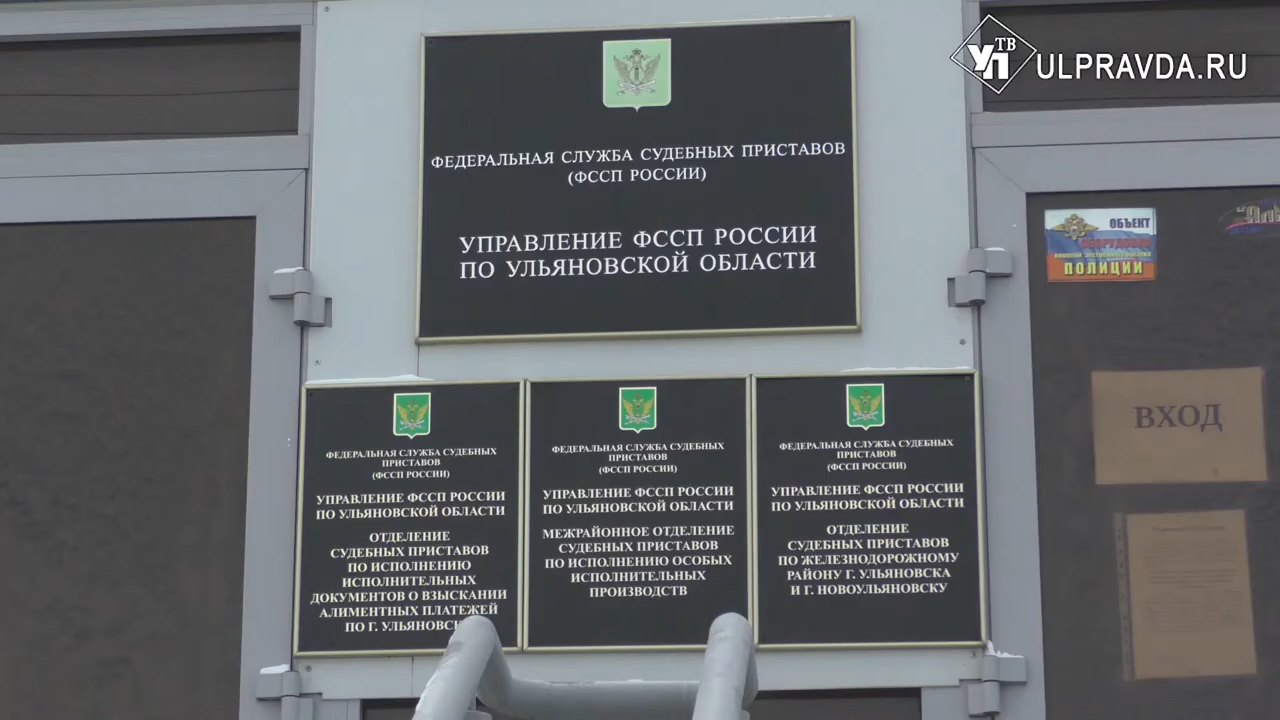 УП ТВ
ULPRAVDA.RU
ФЕДЕРАЛЬНАЯ СЛУЖБА СУДЕБНЫХ ПРИСТАВОВ
(ФССП РОССИИ)
УПРАВЛЕНИЕ ФССП РОССИИ
ПО УЛЬЯНОВСКОЙ ОБЛАСТИ
ФЕДЕРАЛЬНАЯ СЛУЖБА СУДЕБНЫХ
ПРИСТАВОВ
(ФССП РОССИИ)
УПРАВЛЕНИЕ ФССП РОССИИ
ПО УЛЬЯНОВСКОЙ ОБЛАСТИ
ОТДЕЛЕНИЕ
СУДЕБНЫХ ПРИСТАВОВ
ПО ИСПОЛНЕНИЮ
ИСПОЛНИТЕЛЬНЫХ
ДОКУМЕНТОВ О ВЗЫСКАНИИ
АЛИМЕНТНЫХ ПЛАТЕЖЕЙ
ПО Г.
ФЕДЕРАЛЬНАЯ СЛУЖБА СУДЕБНЫХ
ПРИСТАВОВ
(ФССП РОССИИ)
УПРАВЛЕНИЕ ФССП РОССИИ
ПО УЛЬЯНОВСКОЙ ОБЛАСТИ
МЕЖРАЙОННОЕ ОТДЕЛЕНИЕ
СУДЕБНЫХ ПРИСТАВОВ
ПО ИСПОЛНЕНИЮ ОСОБЫХ
ИСПОЛНИТЕЛЬНЫХ
ПРОИЗВОДСТВ
ФЕДЕРАЛЬНАЯ СЛУЖБА СУДЕБНЫХ
ПРИСТАВОВ
(ФССП РОССИИ)
УПРАВЛЕНИЕ ФССП РОССИИ
ПО УЛЬЯНОВСКОЙ ОБЛАСТИ
ОТДЕЛЕНИЕ
СУДЕБНЫХ ПРИСТАВОВ
ПО ЖЕЛЕЗНОДОРОЖНОМУ
РАЙОНУ Г. УЛЬЯНОВСКА
И Г. НОВОУЛЬЯНОВСКУ
ОБЪЕКТ
ПОЛИЦИИ
ВХОД